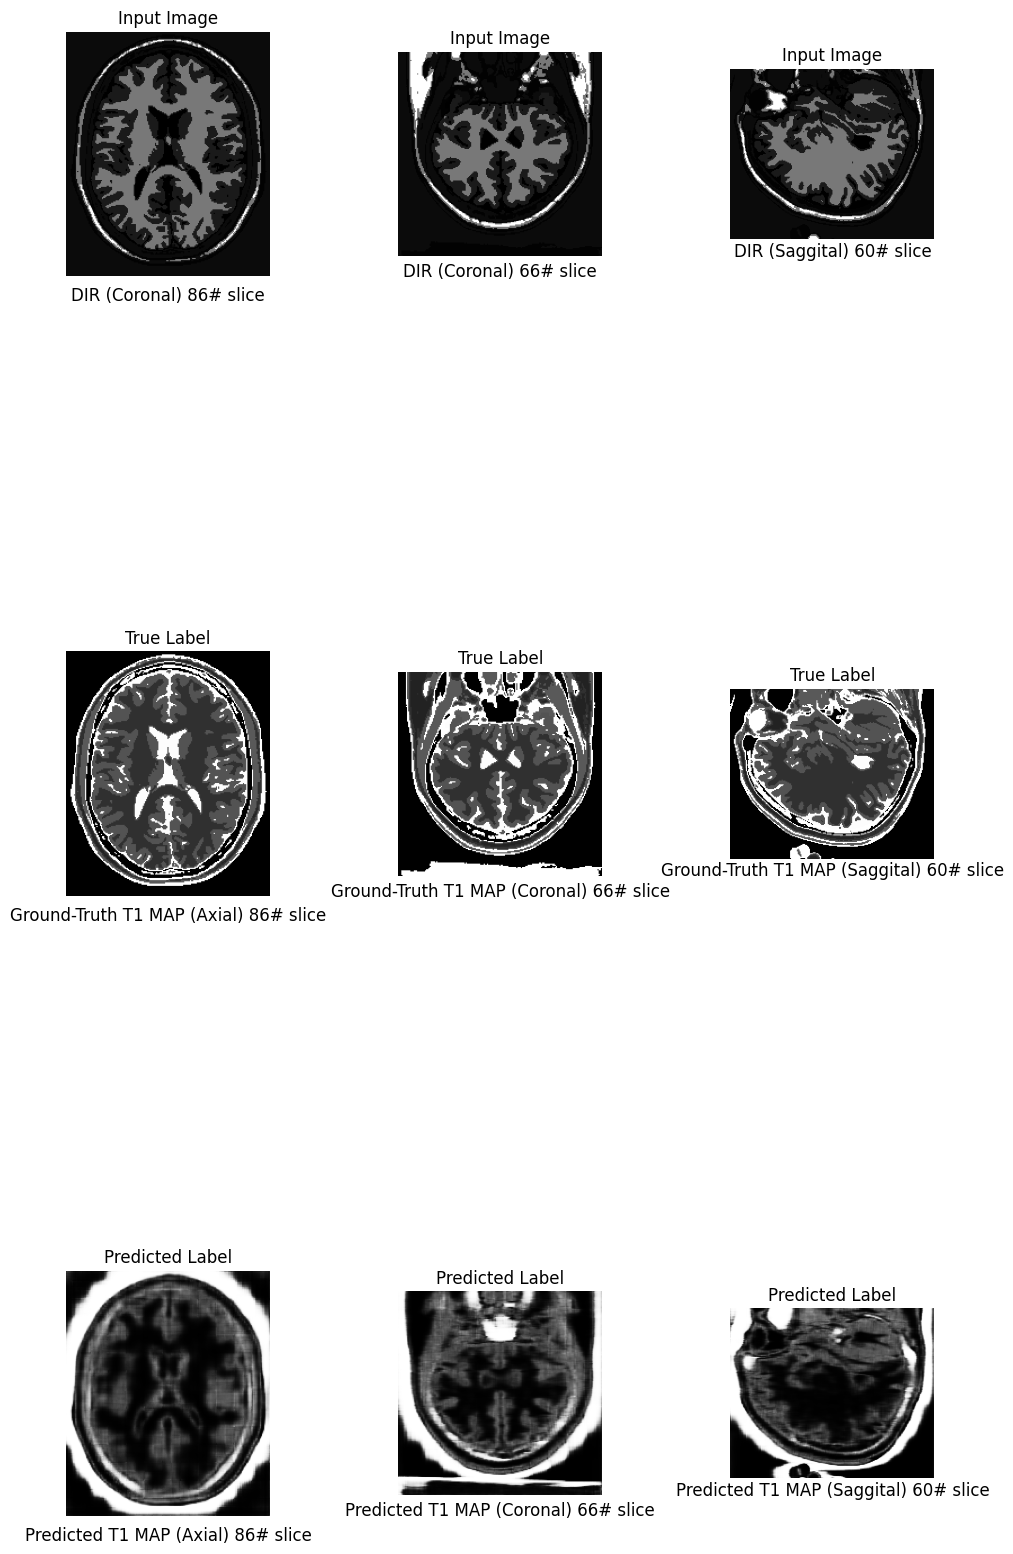 Input Image
Input Image
Input Image
DIR (Coronal) 86# slice
DIR (Coronal) 66# slice
DIR (Saggital) 60# slice
True Label
True Label
True Label
Ground-Truth T1 MAP (Axial) 86# slice
Ground-Truth T1 MAP (Coronal) 66# slice
Ground-Truth T1 MAP (Saggital) 60# slice
Predicted Label
Predicted Label
Predicted Label
Predicted T1 MAP (Axial) 86# slice
Predicted T1 MAP (Coronal) 66# slice
Predicted T1 MAP (Saggital) 60# slice